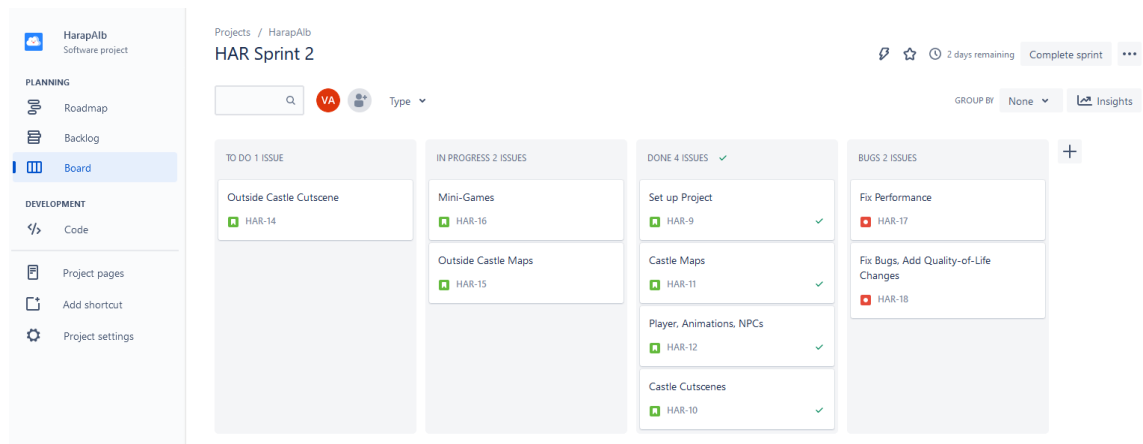 HarapAlb
Software project
PLANNING
Roadmap
Backlog
Board
DEVELOPMENT
Code
Project pages
Add shortcut
Project settings
Projects / HarapAlb
HAR Sprint 2
2 days remaining
Complete sprint
VA
Type
GROUP BY
None
Insights
TO DO 1 ISSUE
Outside Castle Cutscene
HAR-14
IN PROGRESS 2 ISSUES
Mini-Games
HAR-16
Outside Castle Maps
HAR-15
DONE 4 ISSUES
Set up Project
HAR-9
Castle Maps
HAR-11
Player, Animations, NPCs
HAR-12
Castle Cutscenes
HAR-10
BUGS 2 ISSUES
Fix Performance
HAR-17
Fix Bugs, Add Quality-of-Life
Changes
HAR-18